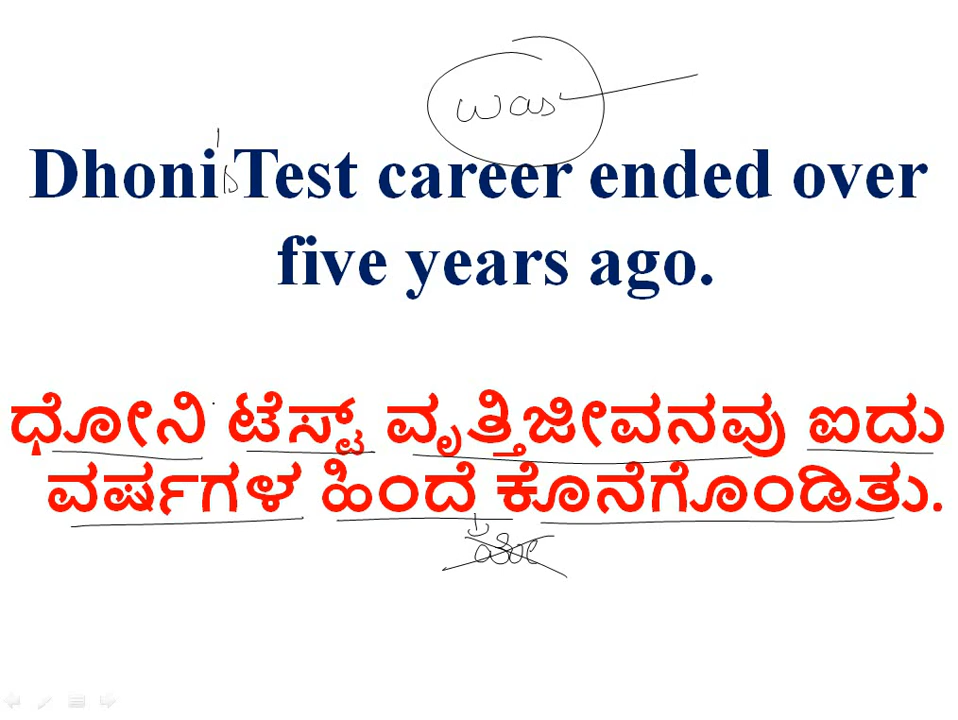 was
Dhoni's Test career ended over
five years ago.
ಧೋನಿ ಟೆಸ್ಟ್ ವೃತ್ತಿಜೀವನವು ಐದು
ವರ್ಷಗಳ ಹಿಂದೆ ಕೊನೆಗೊಂಡಿತು.